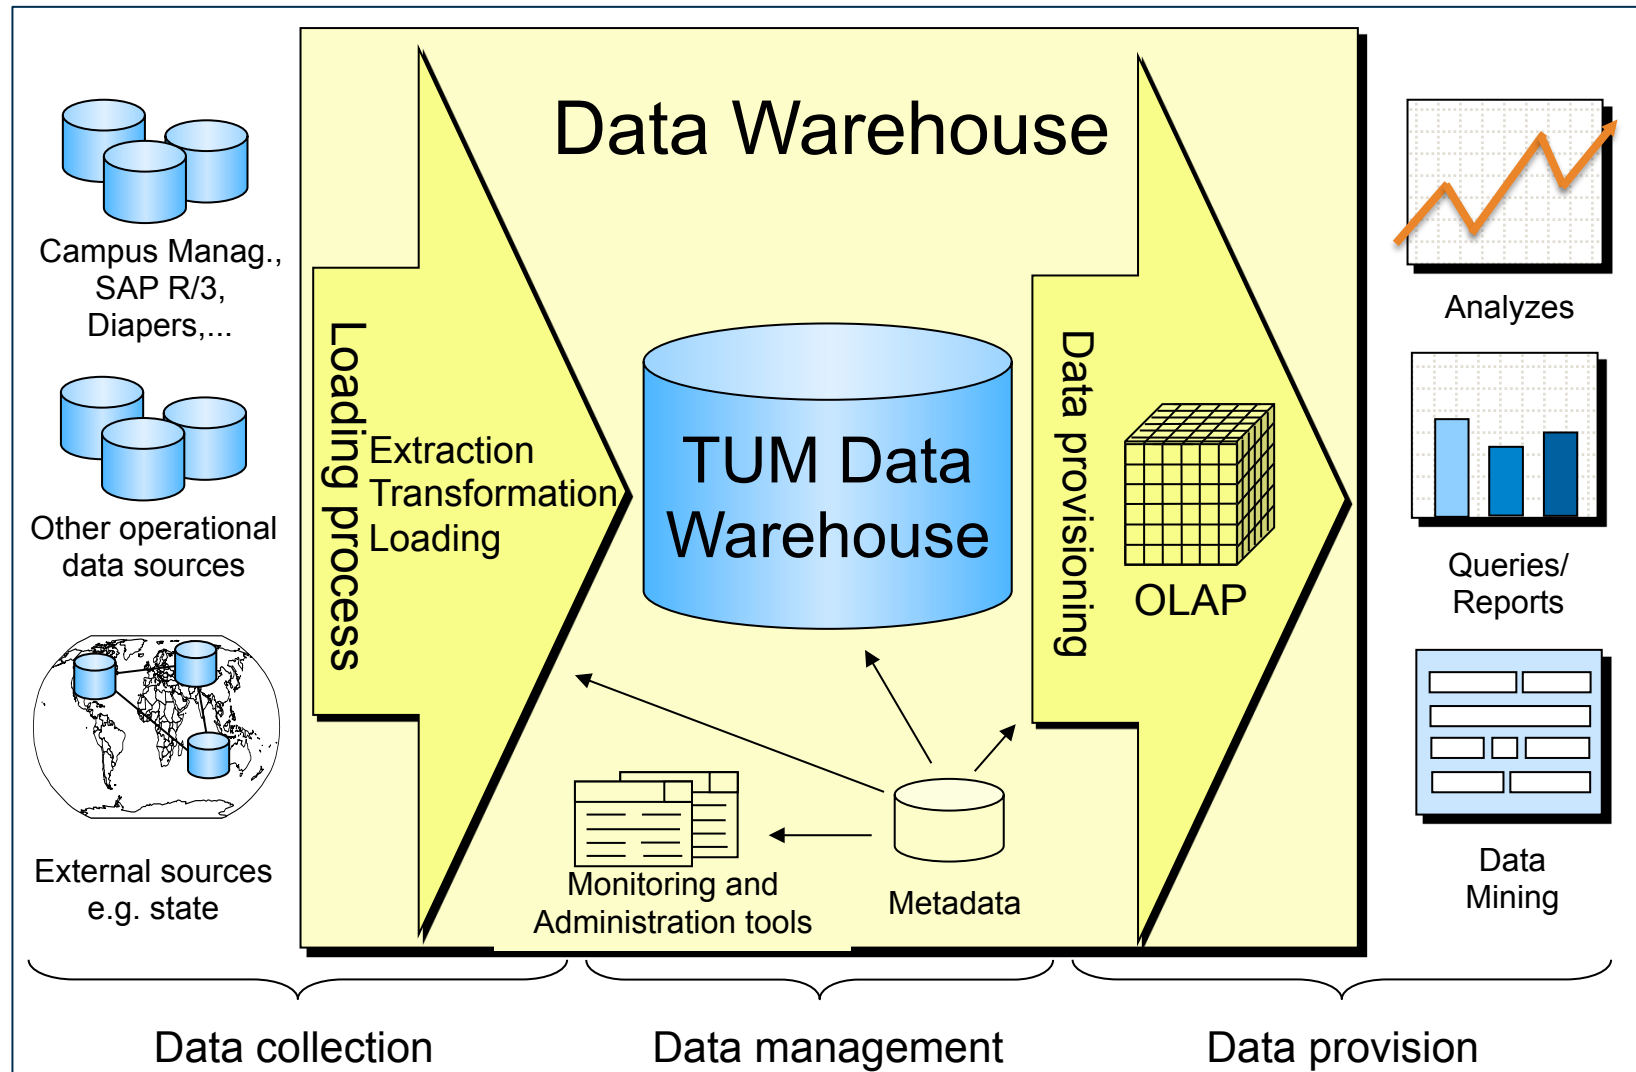 Data Warehouse
Campus Manag.,
SAP R/3,
Diapers,...
Other operational
data sources
External sources
e.g. state
Loading process
Extraction
Transformation
Loading
TUM Data
Warehouse
Monitoring and
Administration tools
Metadata
Data provisioning
OLAP
Analyzes
Queries/
Reports
Data
Mining
Data collection
Data management
Data provision